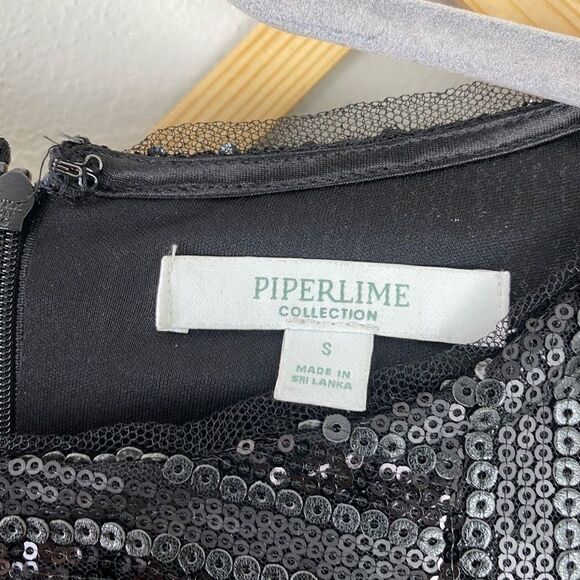 PIPERLIME
COLLECTION
S
MADE IN
SRI LANKA